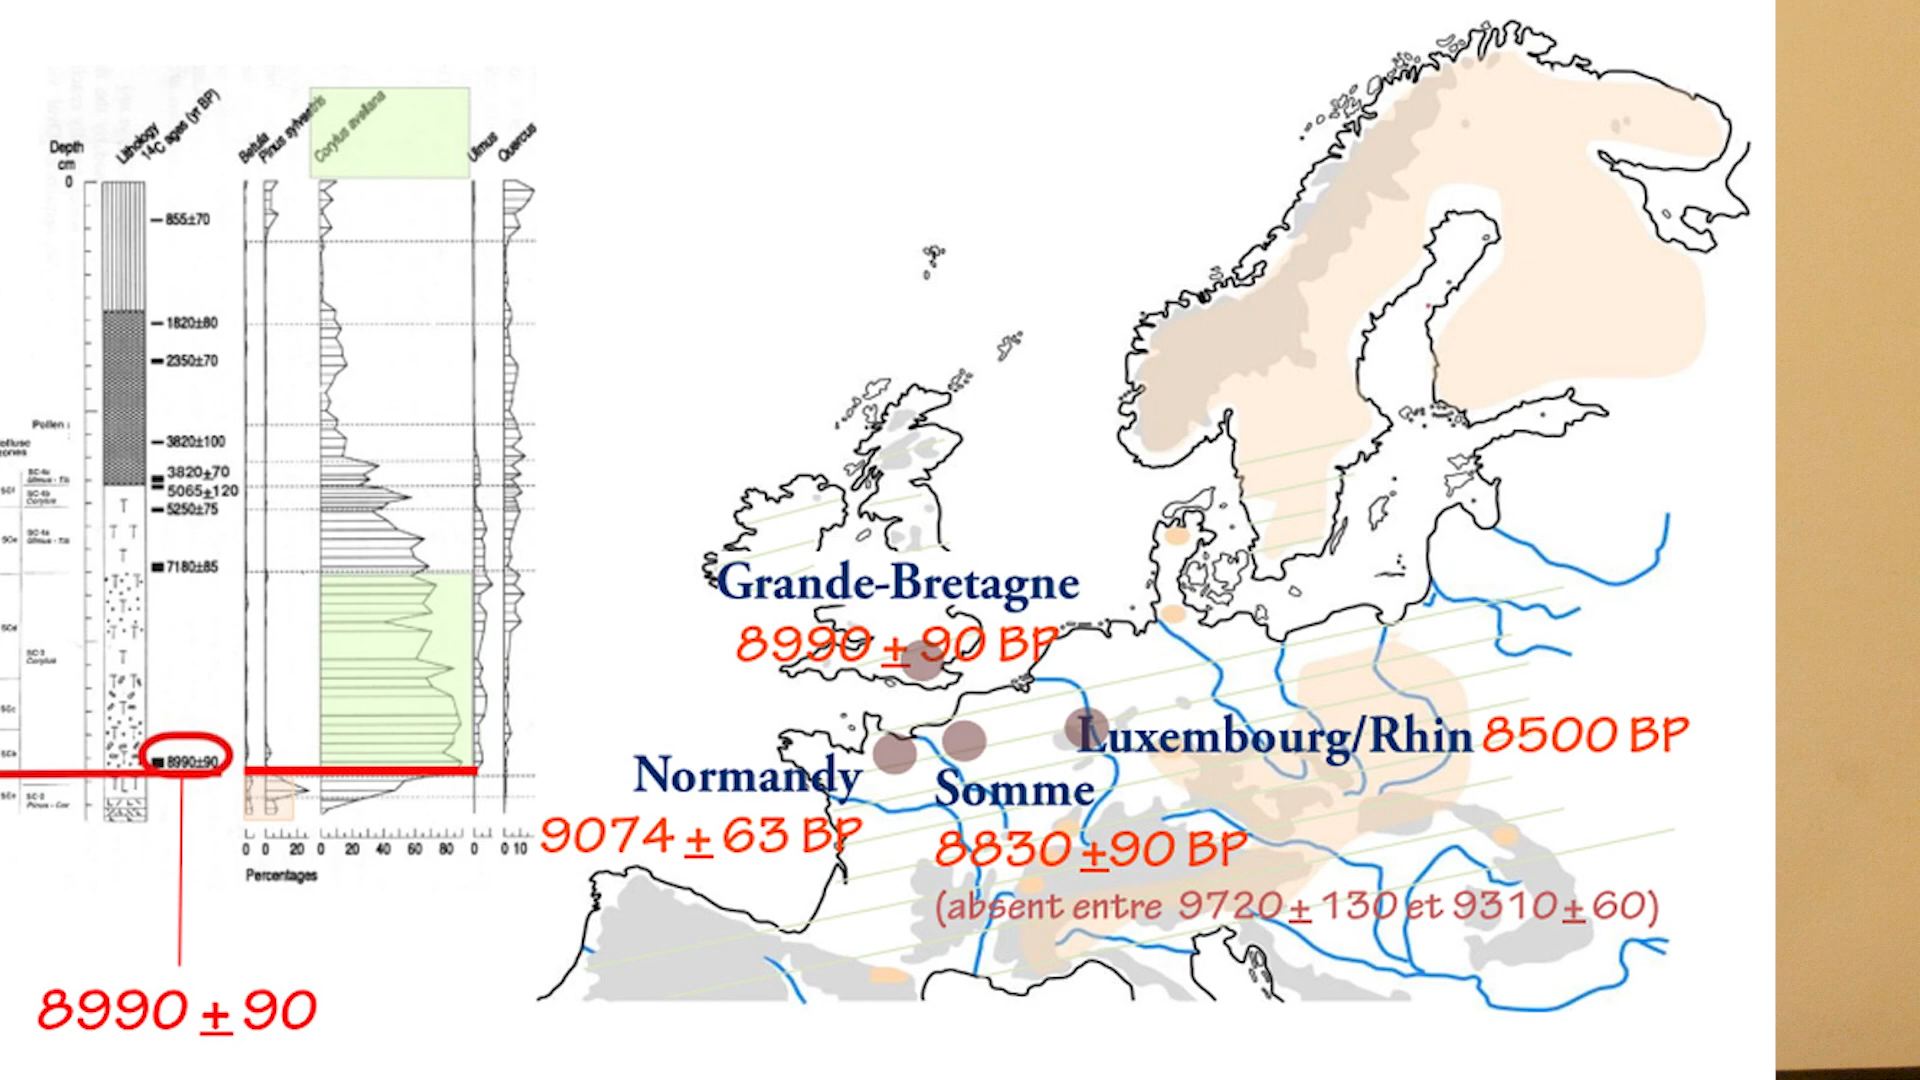 Depth
cm
Lithology
14C ages (yr BP)
Betula
Pinus sylvestris
Corylus avellana
Ulmus
Quercus
0
855±70
1820±80
2350±70
Pollen
3820±100
3820±70
5065±120
5250±75
7180±85
8990±90
0 0 20 0 20 40 60 80 0 0 10
Percentages
8990 ± 90
Grande-Bretagne
8990 ± 90 BP
Luxembourg/Rhin 8500 BP
Normandy
9074 ± 63 BP
Somme
8830 ±90 BP
(absent entre 9720 ± 130 et 9310 ± 60)